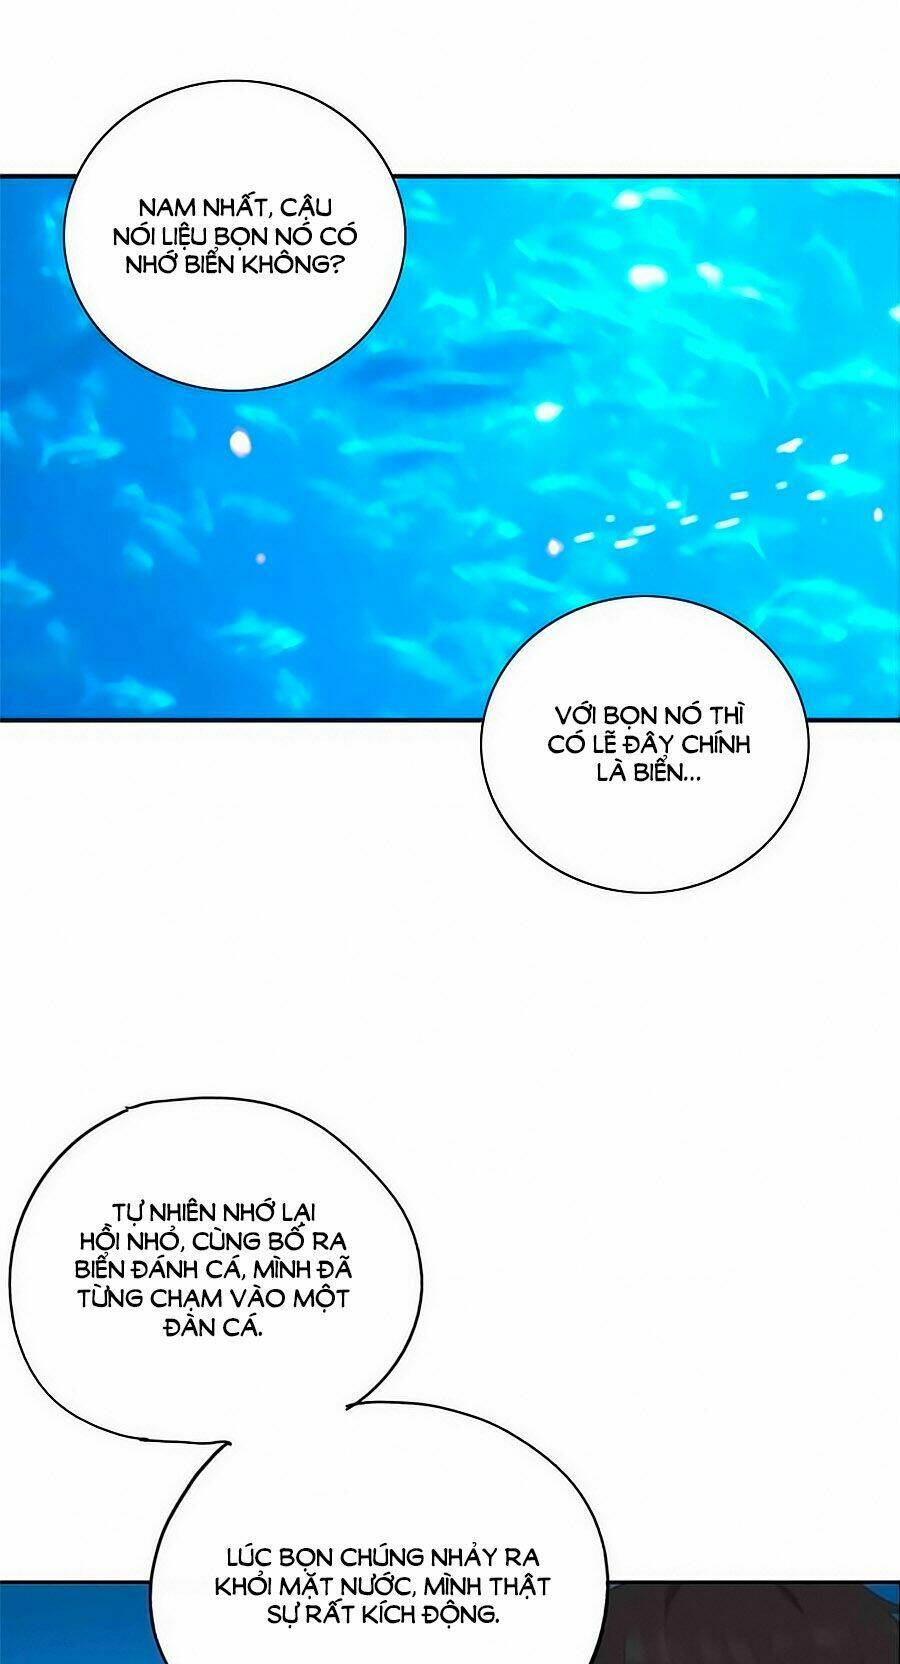 NAM NHẤT, CẬU
NÓI LIỆU BỌN NÓ CÓ
NHỚ BIỂN KHÔNG?
VỚI BỌN NÓ THÌ
CÓ LẼ ĐÂY CHÍNH
LÀ BIỂN...
TỰ NHIÊN NHỚ LẠI
HỒI NHỎ, CÙNG BỐ RA
BIỂN ĐÁNH CÁ, MÌNH ĐÃ
TỪNG CHẠM VÀO MỘT
ĐÀN CÁ.
LÚC BỌN CHÚNG NHẢY RA
KHỎI MẶT NƯỚC, MÌNH THẬT
SỰ RẤT KÍCH ĐỘNG.